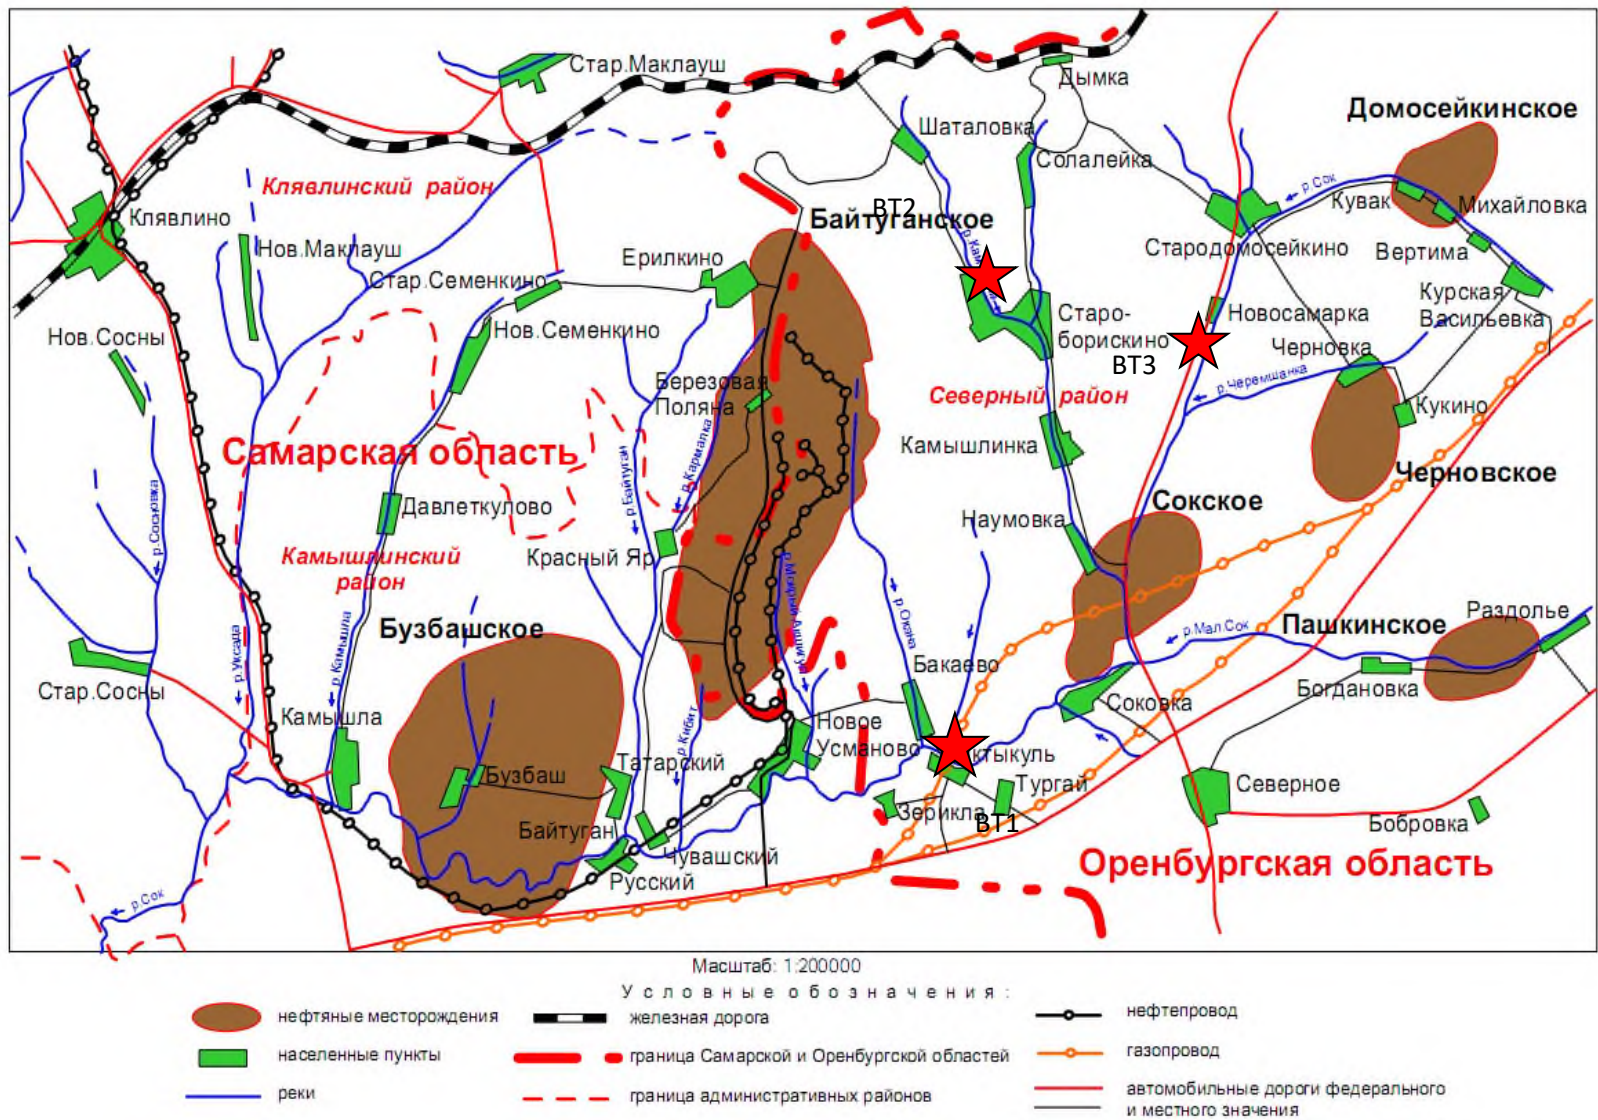 Стар.Маклауш
Дымка
Домосейкинское
Шаталовка
Солалейка
Клявлинский район
р.Сок
Кувак
Михайловка
Клявлино
ВТ2
Байтуганское
Нов.Маклауш
Стародомосейкино
Вертима
Ерилкино
Стар.Семенкино
Курская
Васильевка
Нов.Сосны
Нов.Семенкино
Старо-
борискино
Новосамарка
Черновка
ВТ3
р.Черемшанка
Березовая
Поляна
Северный район
Кукино
Самарская область
р.Кармалка
Камышлинка
р.Байтуган
Черновское
Сокское
р.Сосновка
Давлеткулово
Наумовка
Камышлинский
район
Красный Яр
р.Мокрый Аншигул
р.Окана
Раздолье
Бузбашское
р.Мал.Сок
Пашкинское
р.Уксада
р.Камышла
Стар.Сосны
Бакаево
Богдановка
Соковка
Камышла
р.Кибит
Новое
Усманово
ктыкуль
Татарский
Бузбаш
Тургай
Северное
Зерикла
ВТ1
Байтуган
Бобровка
Чувашский
Русский
Оренбургская область
р.Сок
Масштаб: 1:200000
Условные обозначения:
нефтяные месторождения
железная дорога
нефтепровод
населенные пункты
граница Самарской и Оренбургской областей
газопровод
реки
граница административных районов
автомобильные дороги федерального
и местного значения